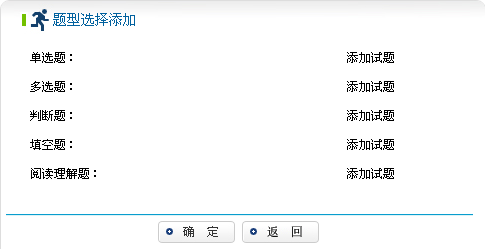 题型选择添加
单选题： 添加试题
多选题： 添加试题
判断题： 添加试题
填空题： 添加试题
阅读理解题： 添加试题
确 定 返 回